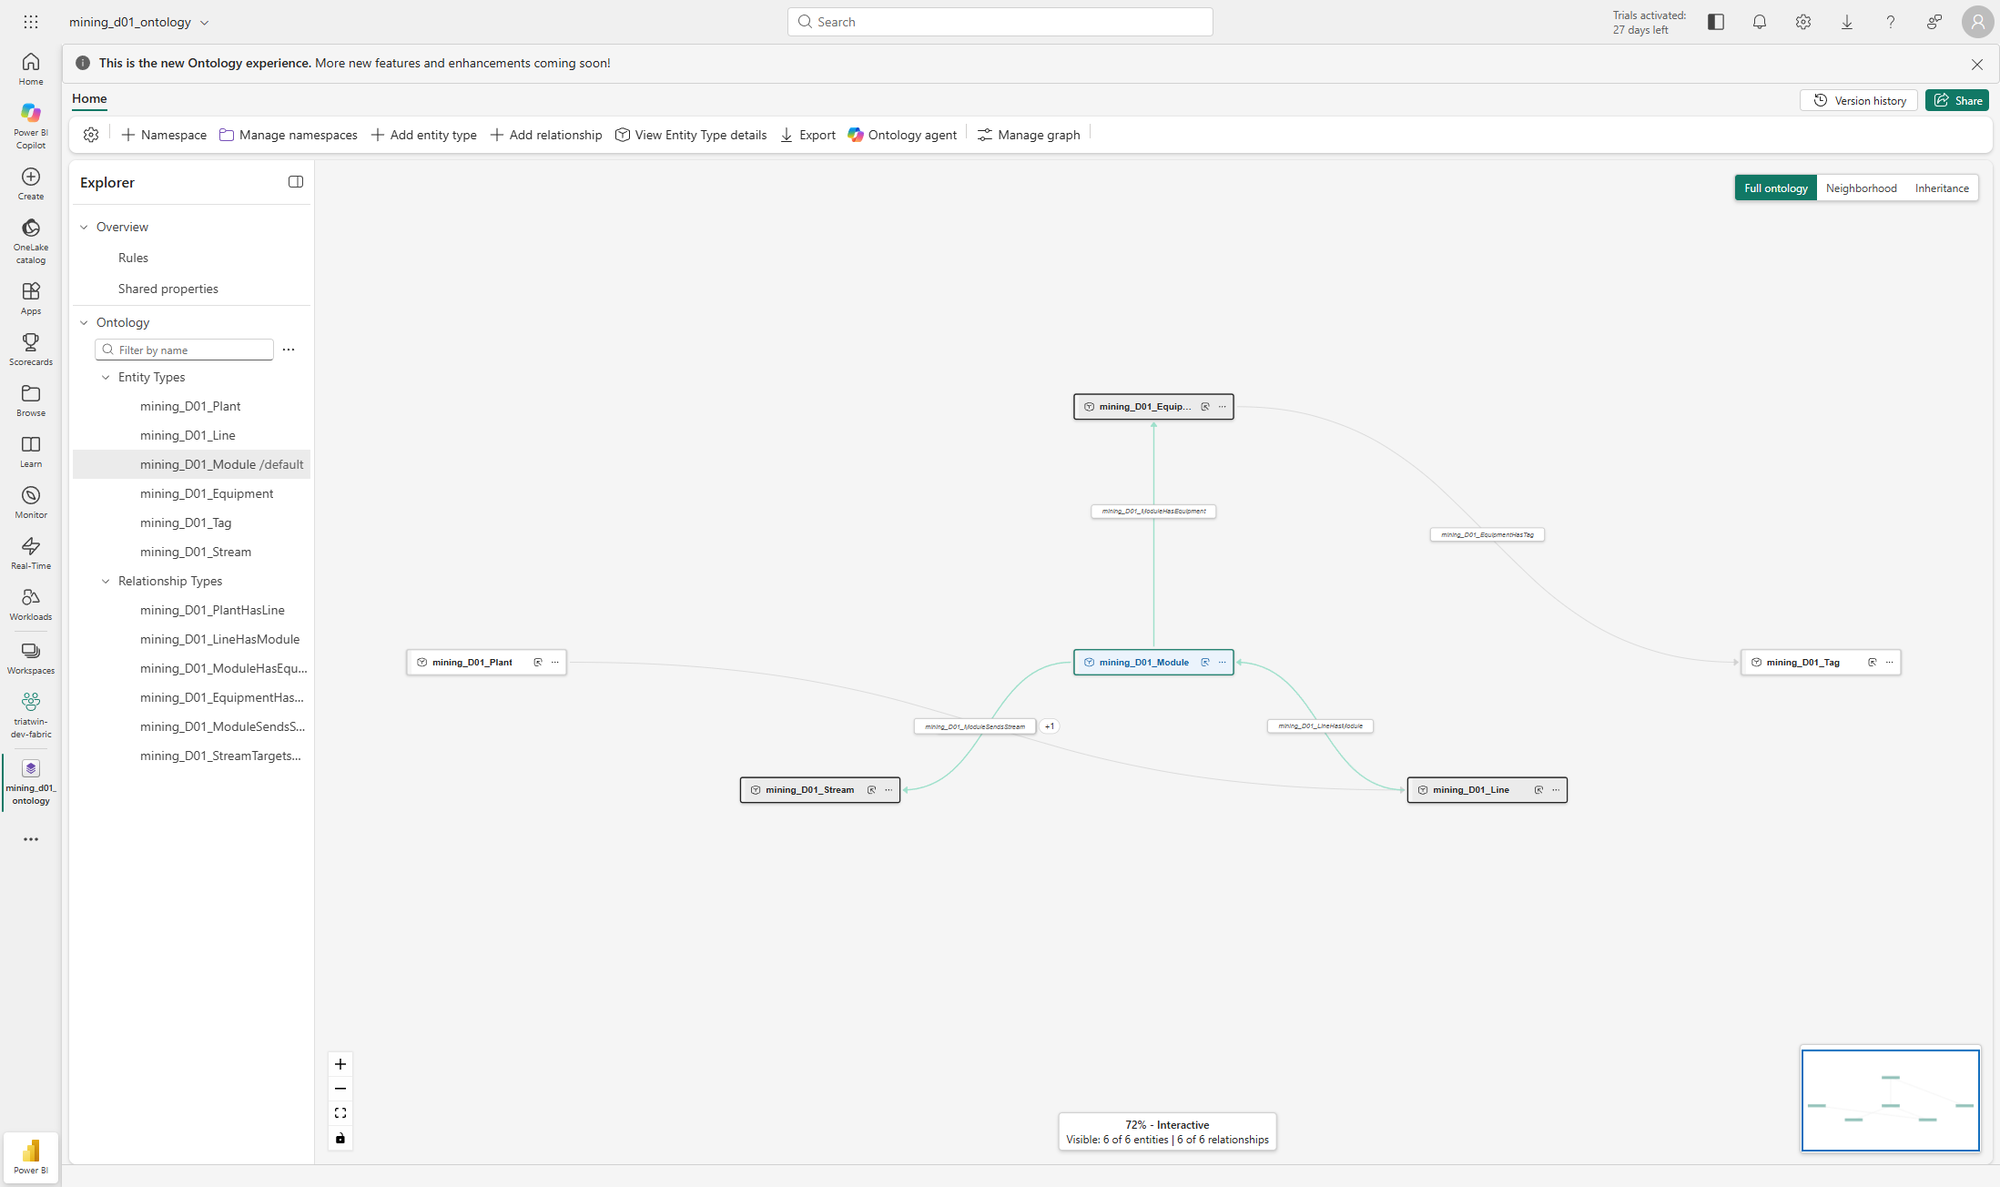 mining_d01_ontology
Search
Trials activated:
27 days left
Home
Power BI
Copilot
Create
OneLake
catalog
Apps
Scorecards
Browse
Learn
Monitor
Real-Time
Workloads
Workspaces
triatwin-
dev-fabric
mining_d01_
ontology
Power BI
This is the new Ontology experience. More new features and enhancements coming soon!
Home
Version history
Share
Namespace
Manage namespaces
Add entity type
Add relationship
View Entity Type details
Export
Ontology agent
Manage graph
Explorer
Overview
Rules
Shared properties
Ontology
Filter by name
Entity Types
mining_D01_Plant
mining_D01_Line
mining_D01_Module /default
mining_D01_Equipment
mining_D01_Tag
mining_D01_Stream
Relationship Types
mining_D01_PlantHasLine
mining_D01_LineHasModule
mining_D01_ModuleHasEqu...
mining_D01_EquipmentHas...
mining_D01_ModuleSendsS...
mining_D01_StreamTargets...
Full ontology
Neighborhood
Inheritance
mining_D01_Equip...
mining_D01_ModuleHasEquipment
mining_D01_EquipmentHasTag
mining_D01_Plant
mining_D01_Module
mining_D01_Tag
mining_D01_ModuleSendsStream
+1
mining_D01_LineHasModule
mining_D01_Stream
mining_D01_Line
72% - Interactive
Visible: 6 of 6 entities | 6 of 6 relationships